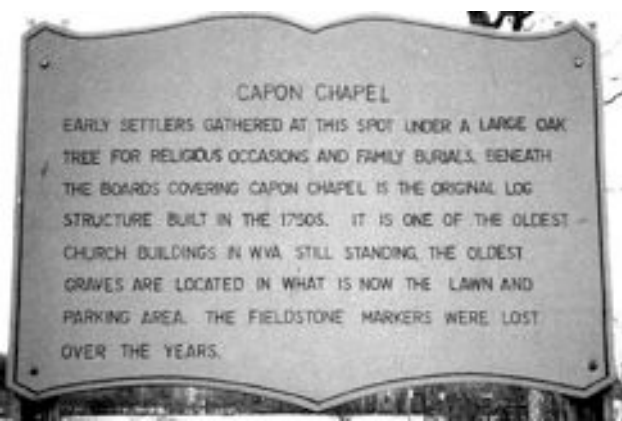 CAPON CHAPEL
EARLY SETTLERS GATHERED AT THIS SPOT UNDER A LARGE OAK
TREE FOR RELIGIOUS OCCASIONS AND FAMILY BURIALS. BENEATH
THE BOARDS COVERING CAPON CHAPEL IS THE ORIGINAL LOG
STRUCTURE BUILT IN THE 1750S. IT IS ONE OF THE OLDEST
CHURCH BUILDINGS IN WVA STILL STANDING. THE OLDEST
GRAVES ARE LOCATED IN WHAT IS NOW THE LAWN AND
PARKING AREA. THE FIELDSTONE MARKERS WERE LOST
OVER THE YEARS.